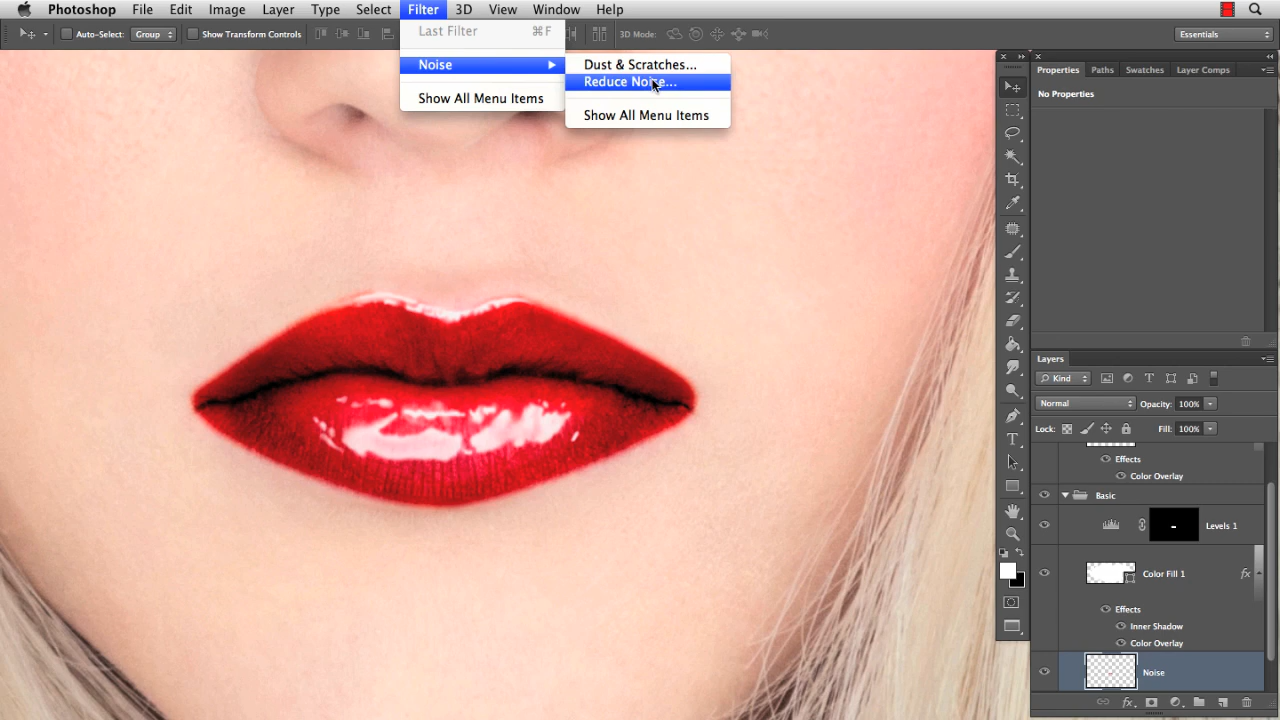 Photoshop File Edit Image Layer Type Select Filter 3D View Window Help
Auto-Select: Group Show Transform Controls 3D Mode: Essentials
Last Filter ⌘F
Noise
Show All Menu Items
Dust & Scratches...
Reduce Noise...
Show All Menu Items
Properties Paths Swatches Layer Comps
No Properties
Layers
Kind
Normal Opacity: 100%
Lock: Fill: 100%
Effects
Color Overlay
Basic
Levels 1
Color Fill 1 fx
Effects
Inner Shadow
Color Overlay
Noise
fx